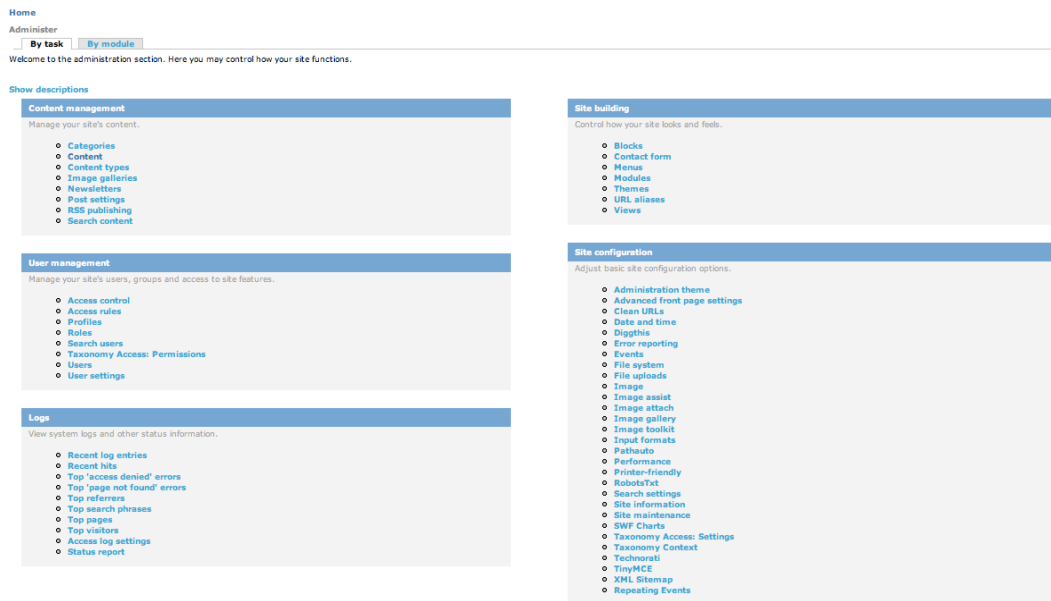 Home
Administer
By task By module
Welcome to the administration section. Here you may control how your site functions.
Show descriptions
Content management
Manage your site's content.
Categories
Content
Content types
Image galleries
Newsletters
Post settings
RSS publishing
Search content
User management
Manage your site's users, groups and access to site features.
Access control
Access rules
Profiles
Roles
Search users
Taxonomy Access: Permissions
Users
User settings
Logs
View system logs and other status information.
Recent log entries
Recent hits
Top 'access denied' errors
Top 'page not found' errors
Top referrers
Top search phrases
Top pages
Top visitors
Access log settings
Status report
Site building
Control how your site looks and feels.
Blocks
Contact form
Menus
Modules
Themes
URL aliases
Views
Site configuration
Adjust basic site configuration options.
Administration theme
Advanced front page settings
Clean URLs
Date and time
Diggthis
Error reporting
Events
File system
File uploads
Image
Image assist
Image attach
Image gallery
Image toolkit
Input formats
Pathauto
Performance
Printer-friendly
RobotsTxt
Search settings
Site information
Site maintenance
SWF Charts
Taxonomy Access: Settings
Taxonomy Context
Technorati
TinyMCE
XML Sitemap
Repeating Events